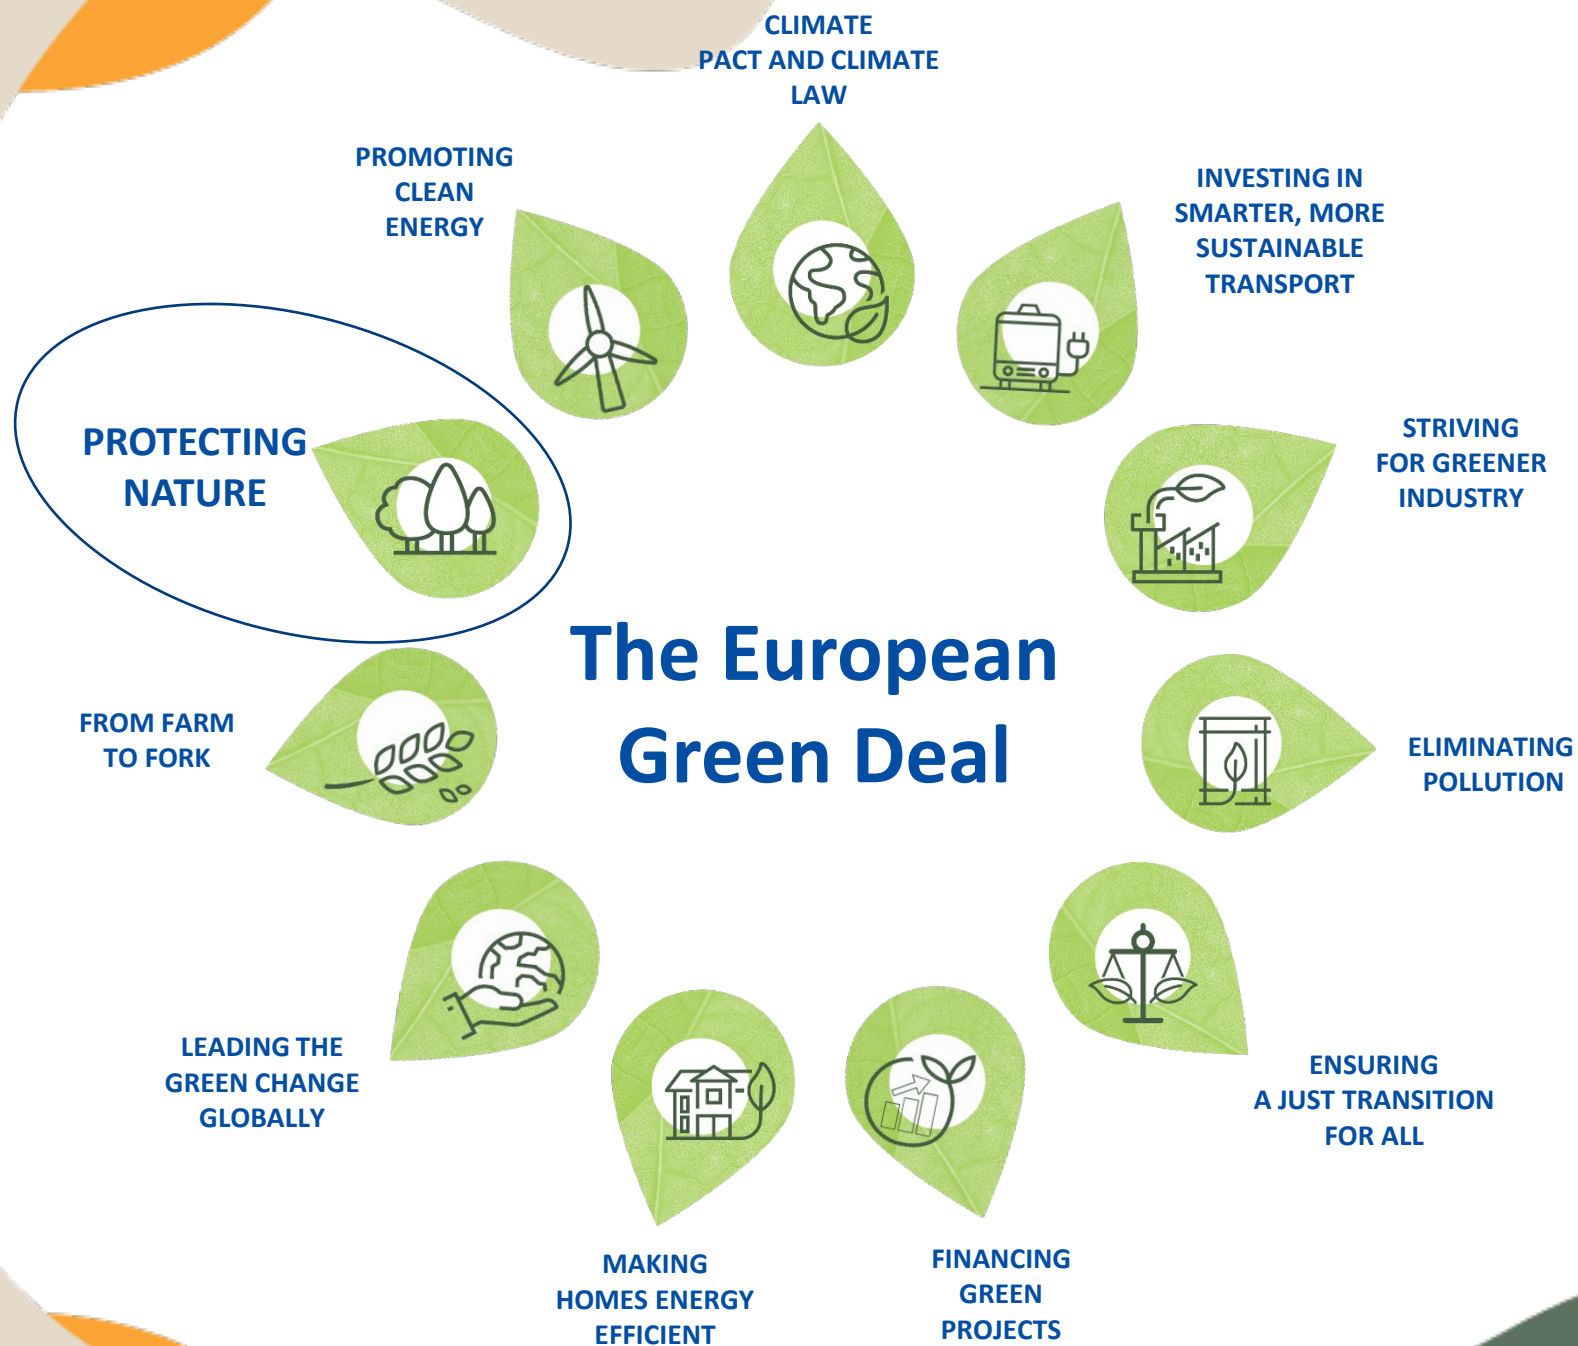 CLIMATE
PACT AND CLIMATE
LAW
PROMOTING
CLEAN
ENERGY
INVESTING IN
SMARTER, MORE
SUSTAINABLE
TRANSPORT
PROTECTING
NATURE
STRIVING
FOR GREENER
INDUSTRY
The European
Green Deal
FROM FARM
TO FORK
ELIMINATING
POLLUTION
LEADING THE
GREEN CHANGE
GLOBALLY
ENSURING
A JUST TRANSITION
FOR ALL
MAKING
HOMES ENERGY
EFFICIENT
FINANCING
GREEN
PROJECTS